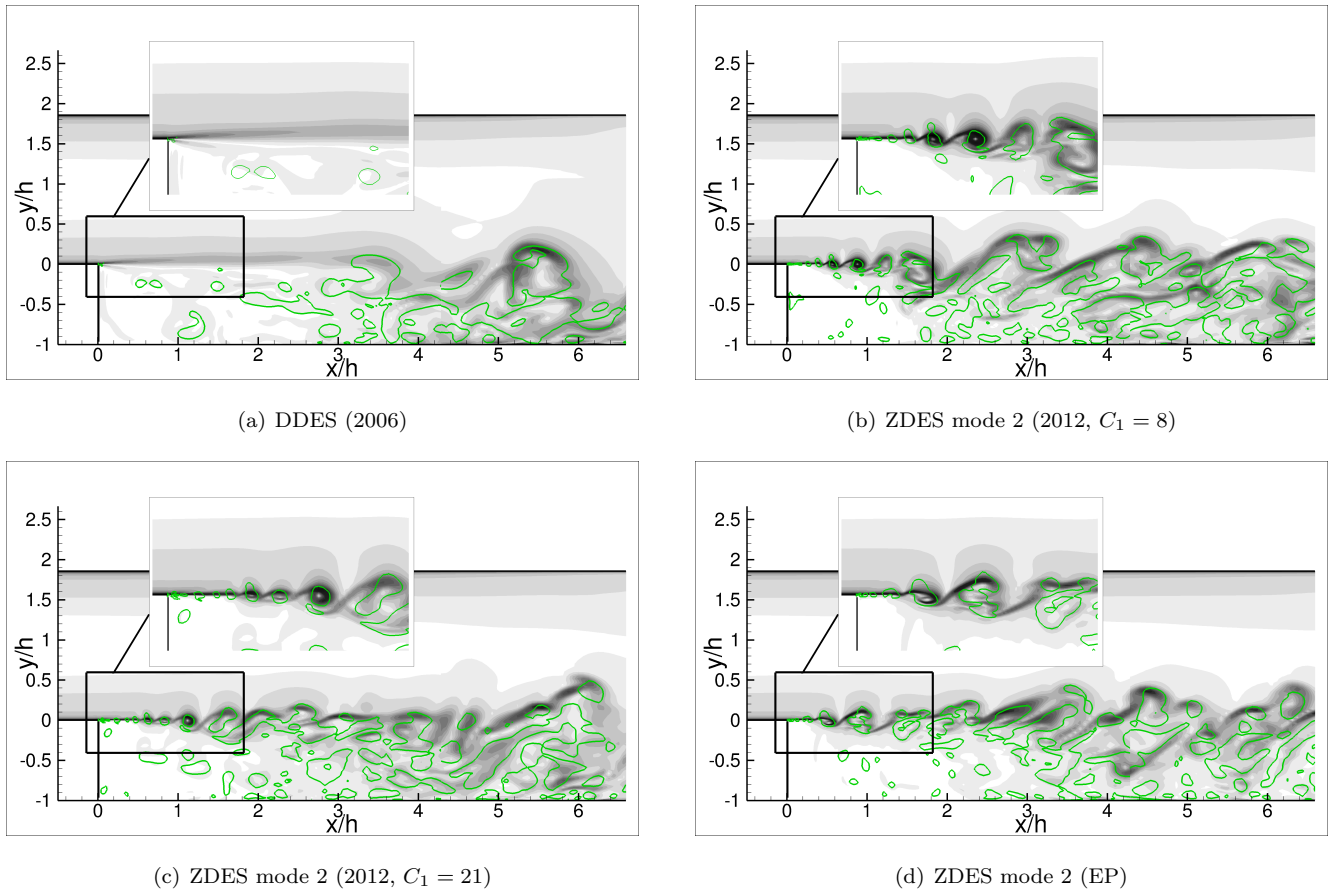 2.5
2
1.5
1
0.5
0
-0.5
-1
y/h
0 1 2 3 4 5 6
x/h
(a) DDES (2006)
2.5
2
1.5
1
0.5
0
-0.5
-1
y/h
0 1 2 3 4 5 6
x/h
(b) ZDES mode 2 (2012, C₁ = 8)
2.5
2
1.5
1
0.5
0
-0.5
-1
y/h
0 1 2 3 4 5 6
x/h
(c) ZDES mode 2 (2012, C₁ = 21)
2.5
2
1.5
1
0.5
0
-0.5
-1
y/h
0 1 2 3 4 5 6
x/h
(d) ZDES mode 2 (EP)